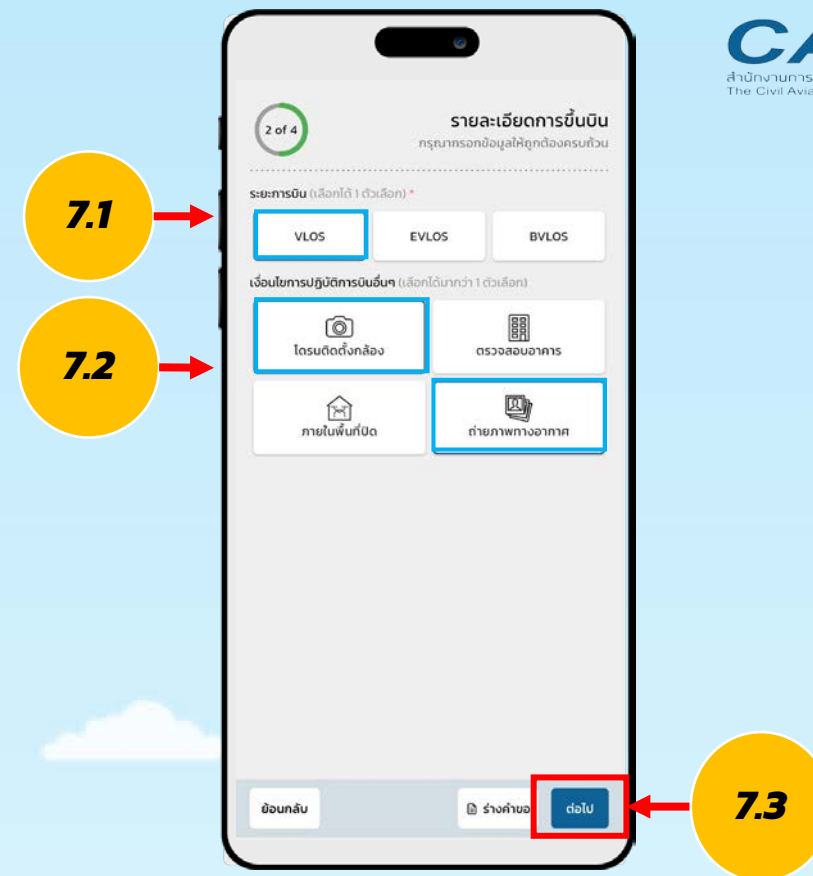 CA
สำนักงานการ
The Civil Avia
2 of 4
รายละเอียดการขึ้นบิน
กรุณากรอกข้อมูลให้ถูกต้องครบถ้วน
7.1
ระยะการบิน (เลือกได้ 1 ตัวเลือก) *
VLOS EVLOS BVLOS
เงื่อนไขการปฏิบัติการบินอื่นๆ (เลือกได้มากกว่า 1 ตัวเลือก)
7.2
โดรนติดตั้งกล้อง ตรวจสอบอาคาร
ภายในพื้นที่ปิด ถ่ายภาพทางอากาศ
ย้อนกลับ ร่างคำขอ ต่อไป
7.3